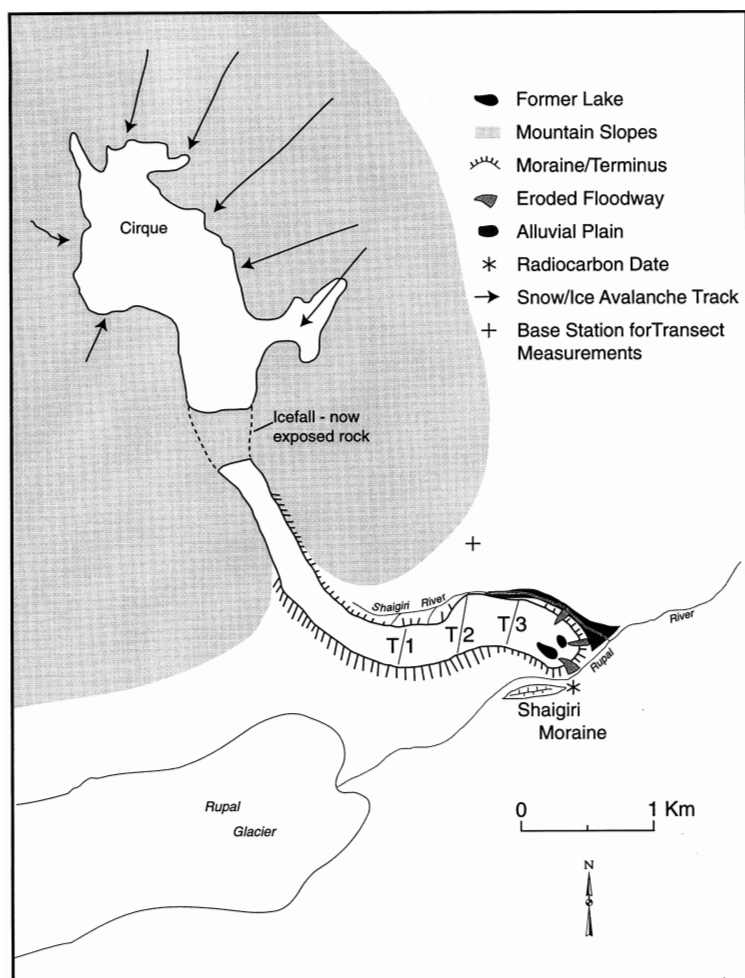 Former Lake
Mountain Slopes
Moraine/Terminus
Eroded Floodway
Alluvial Plain
Radiocarbon Date
Snow/Ice Avalanche Track
Base Station forTransect
Measurements
Cirque
Icefall - now
exposed rock
Shaigiri River
T1
T2
T3
Rupal River
Shaigiri
Moraine
Rupal
Glacier
0 1 Km
N